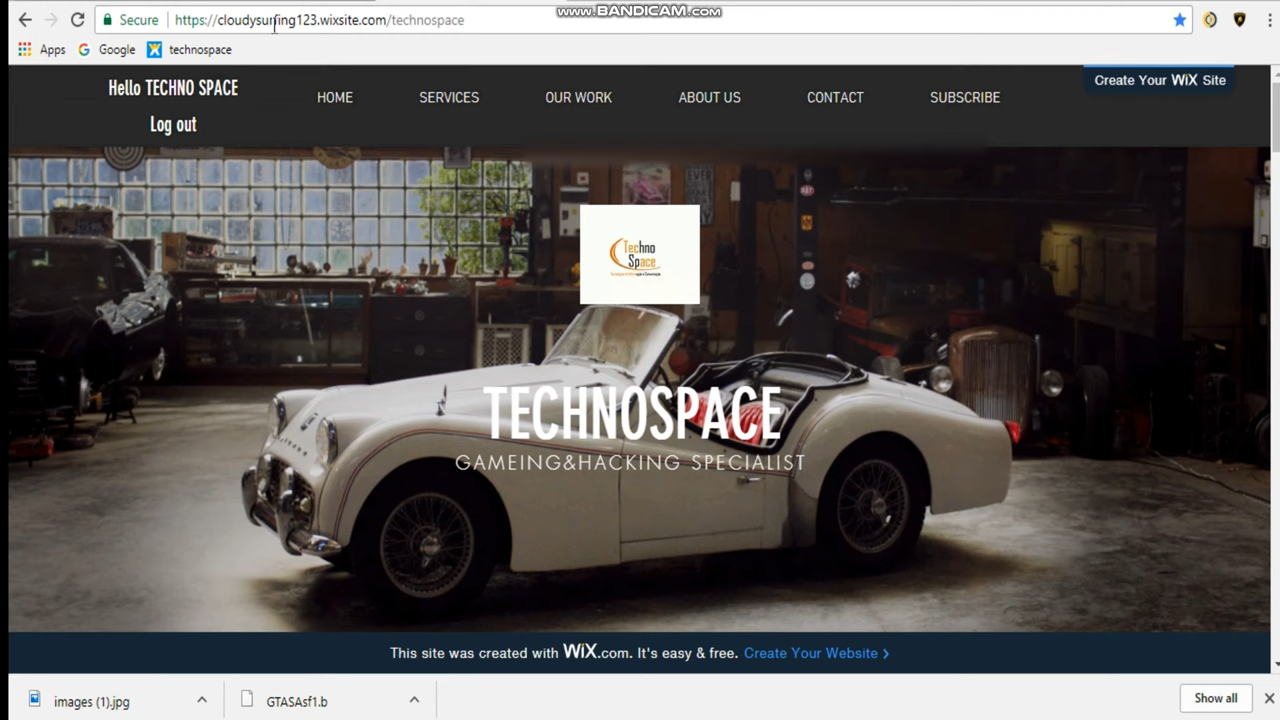 www.BANDICAM.com
Secure https://cloudysurfing123.wixsite.com/technospace
Apps Google technospace
Hello TECHNO SPACE
Log out
HOME SERVICES OUR WORK ABOUT US CONTACT SUBSCRIBE
Create Your WiX Site
Techno
Space
TECHNOSPACE
GAMEING&HACKING SPECIALIST
This site was created with WiX.com. It's easy & free. Create Your Website >
images (1).jpg GTASAsf1.b Show all